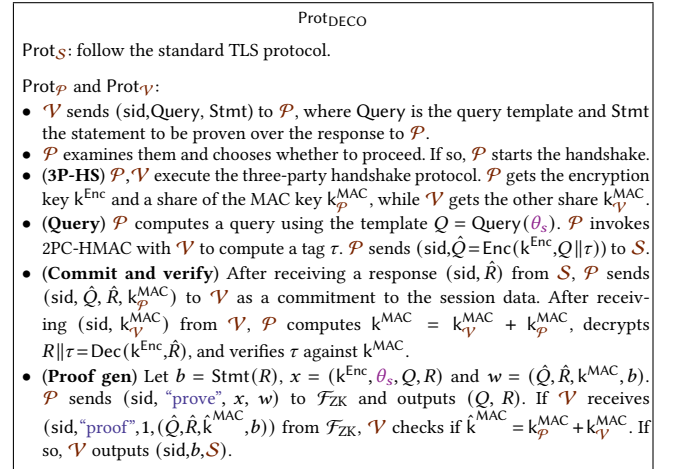 Prot_DECO
Prot_𝒮: follow the standard TLS protocol.
Prot_𝒫 and Prot_𝒱:
• 𝒱 sends (sid,Query, Stmt) to 𝒫, where Query is the query template and Stmt
the statement to be proven over the response to 𝒫.
• 𝒫 examines them and chooses whether to proceed. If so, 𝒫 starts the handshake.
• (3P-HS) 𝒫,𝒱 execute the three-party handshake protocol. 𝒫 gets the encryption
key k^Enc and a share of the MAC key k_𝒫^MAC, while 𝒱 gets the other share k_𝒱^MAC.
• (Query) 𝒫 computes a query using the template Q = Query(θ_s). 𝒫 invokes
2PC-HMAC with 𝒱 to compute a tag τ. 𝒫 sends (sid,Q̂=Enc(k^Enc,Q∥τ)) to 𝒮.
• (Commit and verify) After receiving a response (sid, R̂) from 𝒮, 𝒫 sends
(sid, Q̂, R̂, k_𝒫^MAC) to 𝒱 as a commitment to the session data. After receiv-
ing (sid, k_𝒱^MAC) from 𝒱, 𝒫 computes k^MAC = k_𝒱^MAC + k_𝒫^MAC, decrypts
R∥τ=Dec(k^Enc,R̂), and verifies τ against k^MAC.
• (Proof gen) Let b = Stmt(R), x = (k^Enc,θ_s,Q,R) and w = (Q̂,R̂,k^MAC,b).
𝒫 sends (sid, “prove”, x, w) to ℱ_ZK and outputs (Q, R). If 𝒱 receives
(sid,“proof”,1,(Q̂,R̂,k̂^MAC,b)) from ℱ_ZK, 𝒱 checks if k̂^MAC = k_𝒫^MAC+k_𝒱^MAC. If
so, 𝒱 outputs (sid,b,𝒮).